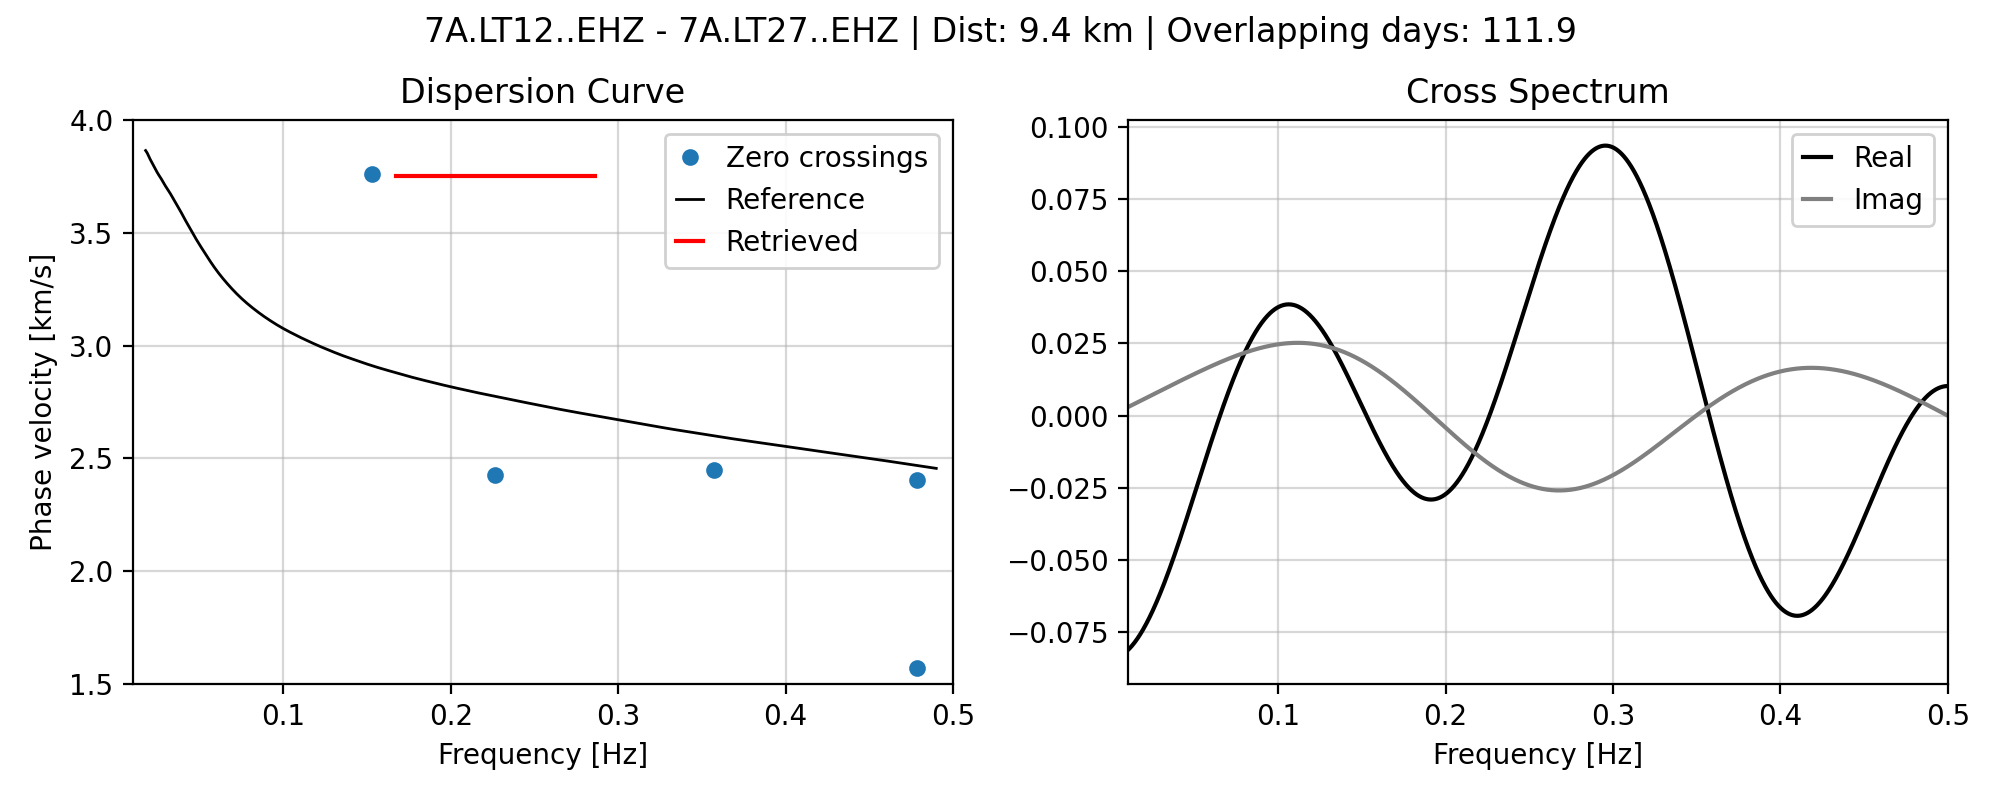 7A.LT12..EHZ - 7A.LT27..EHZ | Dist: 9.4 km | Overlapping days: 111.9
Dispersion Curve
4.0
3.5
3.0
2.5
2.0
1.5
Phase velocity [km/s]
Zero crossings
Reference
Retrieved
0.1
0.2
0.3
0.4
0.5
Frequency [Hz]
Cross Spectrum
0.100
0.075
0.050
0.025
0.000
−0.025
−0.050
−0.075
Real
Imag
0.1
0.2
0.3
0.4
0.5
Frequency [Hz]